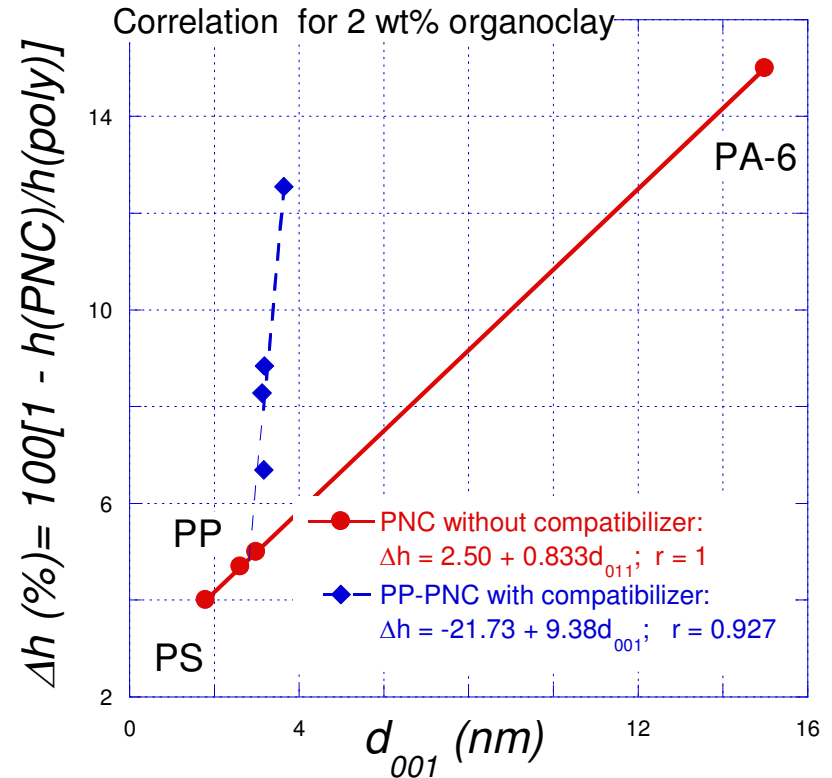 Correlation for 2 wt% organoclay
Δh (%)= 100[1 - h(PNC)/h(poly)]
14
10
6
2
PA-6
PP
PS
PNC without compatibilizer:
Δh = 2.50 + 0.833d₀₁₁; r = 1
PP-PNC with compatibilizer:
Δh = -21.73 + 9.38d₀₀₁; r = 0.927
0 4 8 12 16
d₀₀₁ (nm)